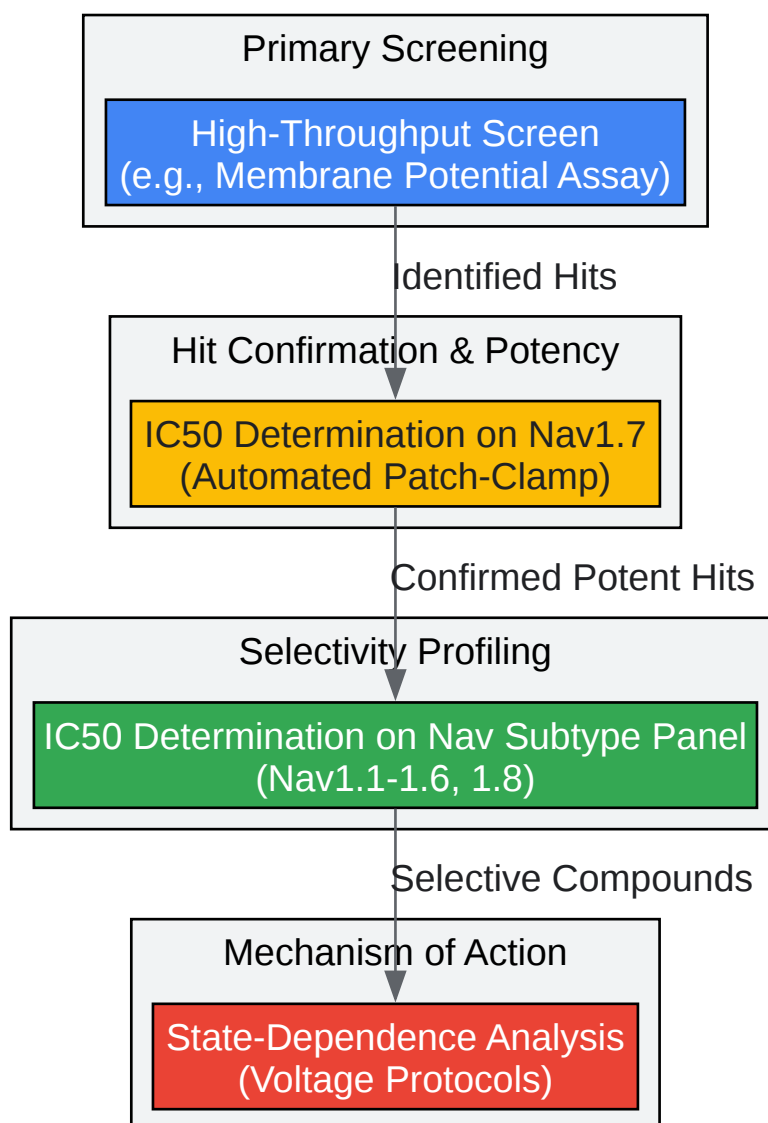 Primary Screening
High-Throughput Screen
(e.g., Membrane Potential Assay)
Identified Hits
Hit Confirmation & Potency
IC50 Determination on Nav1.7
(Automated Patch-Clamp)
Confirmed Potent Hits
Selectivity Profiling
IC50 Determination on Nav Subtype Panel
(Nav1.1-1.6, 1.8)
Selective Compounds
Mechanism of Action
State-Dependence Analysis
(Voltage Protocols)